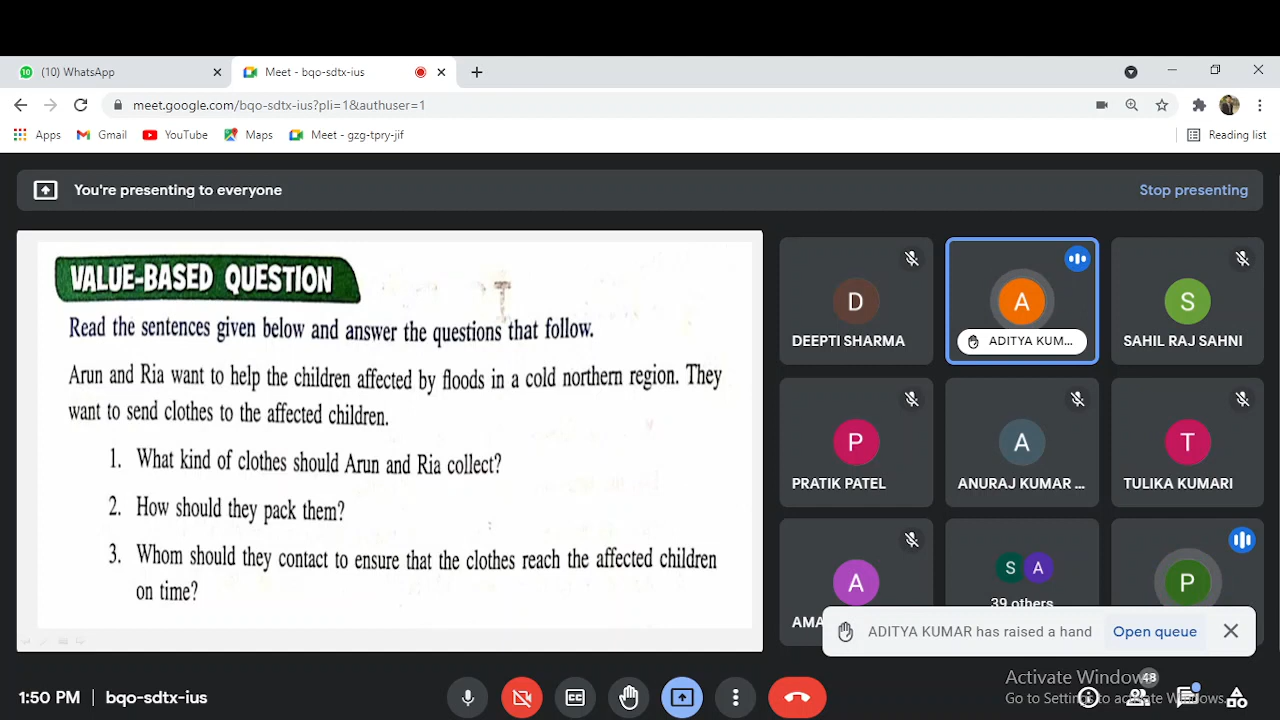 (10) WhatsApp
Meet - bqo-sdtx-ius
meet.google.com/bqo-sdtx-ius?pli=1&authuser=1
Apps Gmail YouTube Maps Meet - gzg-tpry-jif Reading list
You're presenting to everyone Stop presenting
VALUE-BASED QUESTION
Read the sentences given below and answer the questions that follow.
Arun and Ria want to help the children affected by floods in a cold northern region. They
want to send clothes to the affected children.
1. What kind of clothes should Arun and Ria collect?
2. How should they pack them?
3. Whom should they contact to ensure that the clothes reach the affected children
on time?
D A S
DEEPTI SHARMA ADITYA KUM... SAHIL RAJ SAHNI
P A T
PRATIK PATEL ANURAJ KUMAR ... TULIKA KUMARI
A S A P
AMA 39 others
ADITYA KUMAR has raised a hand Open queue
Activate Windows
Go to Settings to activate Windows.
48
1:50 PM | bqo-sdtx-ius